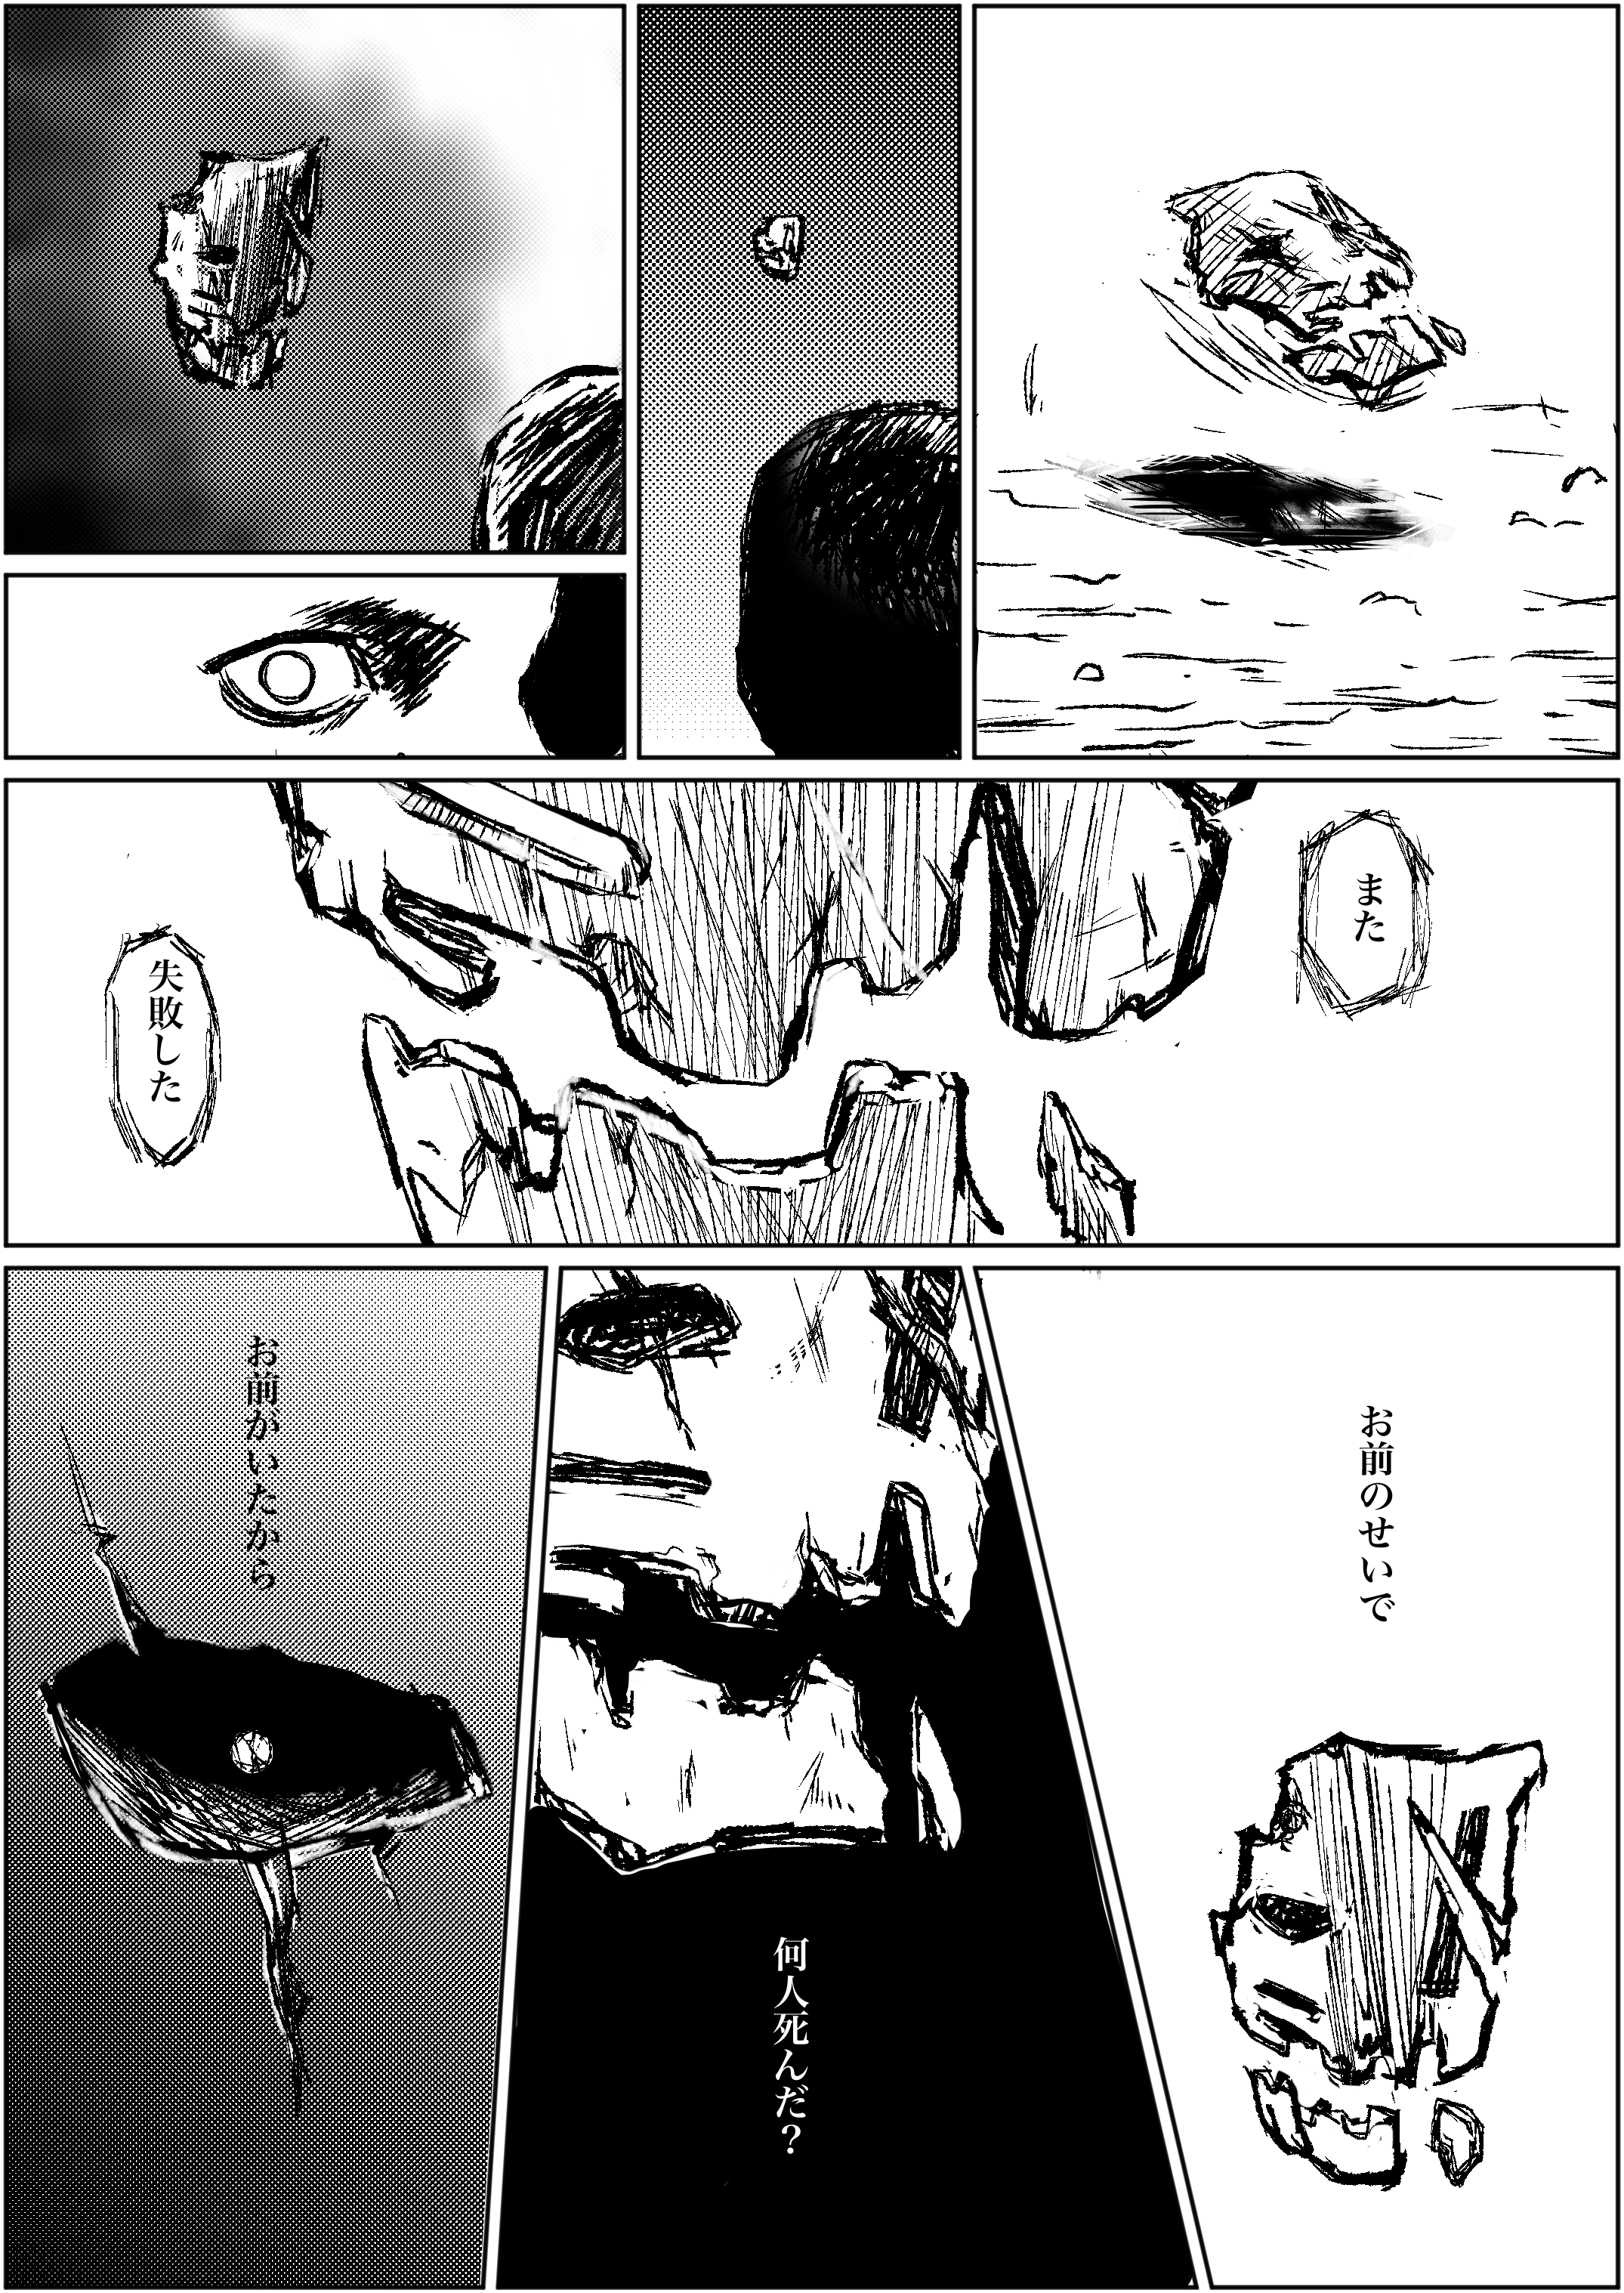 また
失敗した
お前のせいで
何人死んだ？
お前がいたから